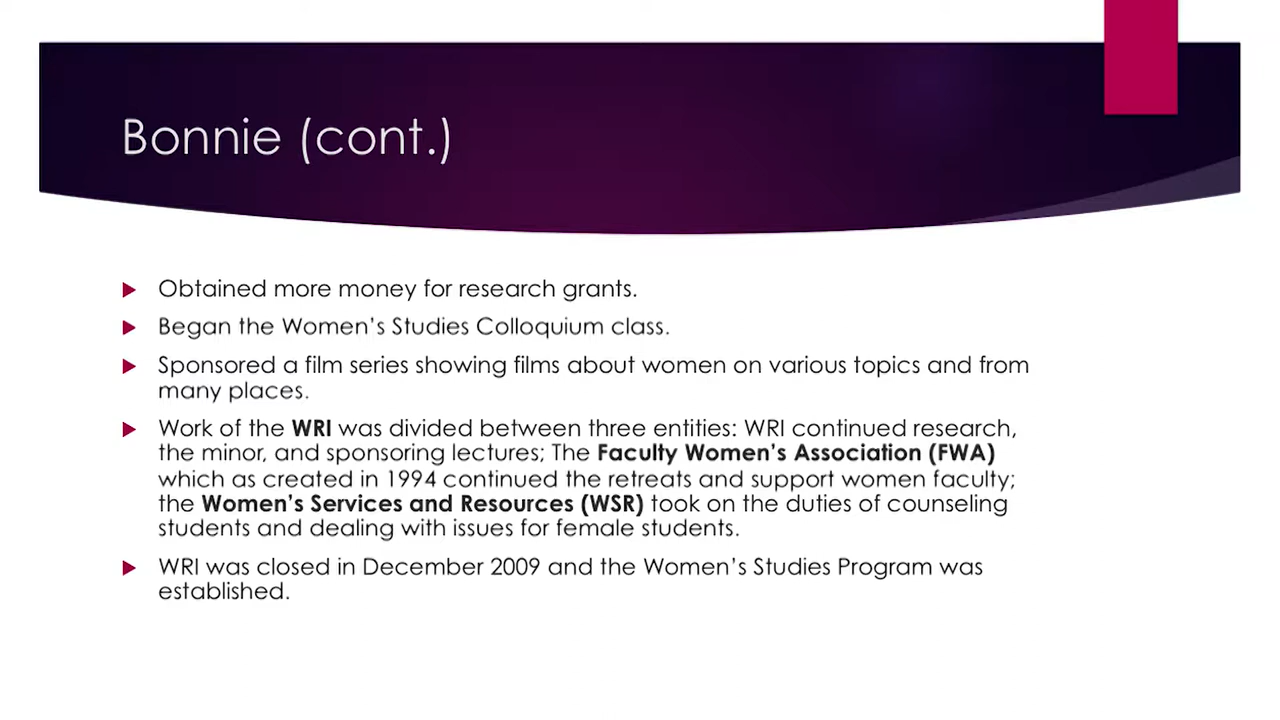 Bonnie (cont.)
Obtained more money for research grants.
Began the Women's Studies Colloquium class.
Sponsored a film series showing films about women on various topics and from
many places.
Work of the WRI was divided between three entities: WRI continued research,
the minor, and sponsoring lectures; The Faculty Women's Association (FWA)
which as created in 1994 continued the retreats and support women faculty;
the Women's Services and Resources (WSR) took on the duties of counseling
students and dealing with issues for female students.
WRI was closed in December 2009 and the Women's Studies Program was
established.